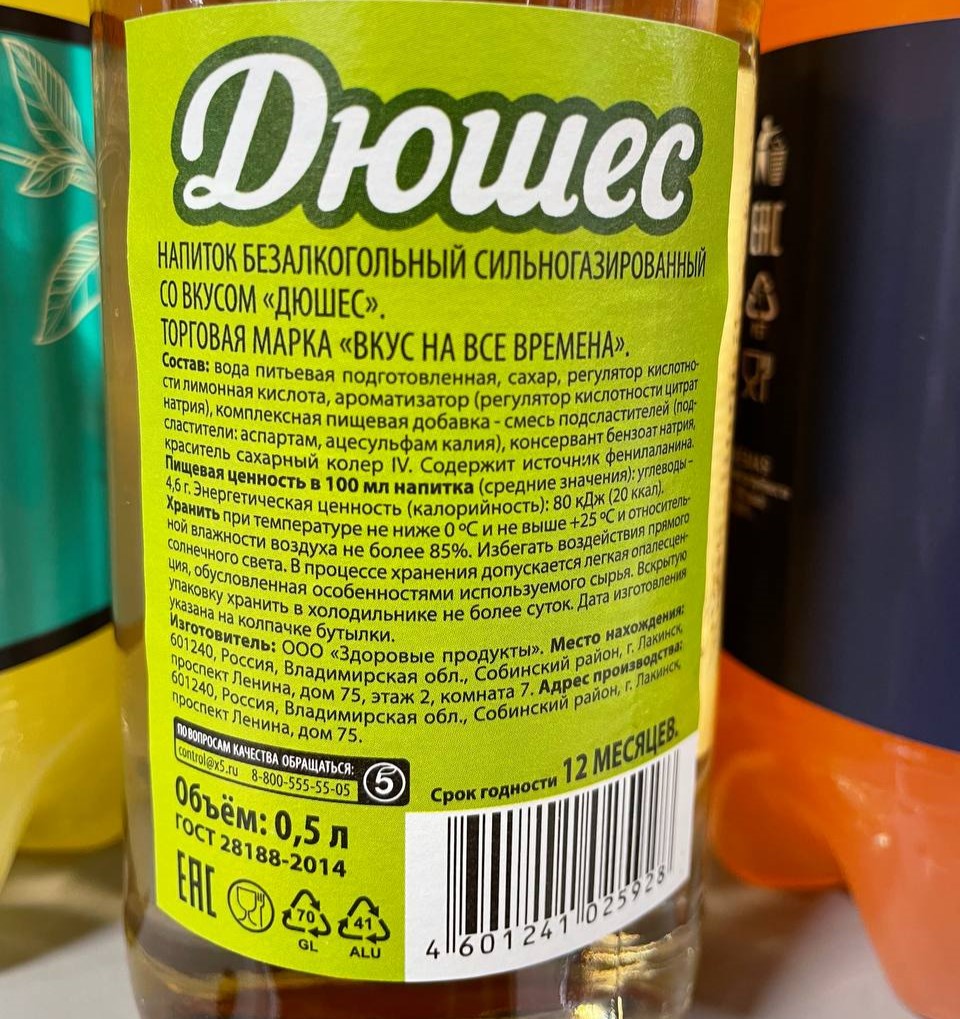 Дюшес
НАПИТОК БЕЗАЛКОГОЛЬНЫЙ СИЛЬНОГАЗИРОВАННЫЙ
СО ВКУСОМ «ДЮШЕС».
ТОРГОВАЯ МАРКА «ВКУС НА ВСЕ ВРЕМЕНА».
Состав: вода питьевая подготовленная, сахар, регулятор кислотно-
сти лимонная кислота, ароматизатор (регулятор кислотности цитрат
натрия), комплексная пищевая добавка - смесь подсластителей (под-
сластители: аспартам, ацесульфам калия), консервант бензоат натрия,
краситель сахарный колер IV. Содержит источник фенилаланина.
Пищевая ценность в 100 мл напитка (средние значения): углеводы -
4,6 г. Энергетическая ценность (калорийность): 80 кДж (20 ккал).
Хранить при температуре не ниже 0 °С и не выше +25 °С и относитель-
ной влажности воздуха не более 85%. Избегать воздействия прямого
солнечного света. В процессе хранения допускается легкая опалесцен-
ция, обусловленная особенностями используемого сырья. Вскрытую
упаковку хранить в холодильнике не более суток. Дата изготовления
указана на колпачке бутылки.
Изготовитель: ООО «Здоровые продукты». Место нахождения:
601240, Россия, Владимирская обл., Собинский район, г. Лакинск,
проспект Ленина, дом 75, этаж 2, комната 7. Адрес производства:
601240, Россия, Владимирская обл., Собинский район, г. Лакинск,
проспект Ленина, дом 75.
ПО ВОПРОСАМ КАЧЕСТВА ОБРАЩАТЬСЯ:
control@x5.ru 8-800-555-55-05
5
Срок годности 12 МЕСЯЦЕВ.
Объём: 0,5 л
ГОСТ 28188-2014
EAC
70
GL
41
ALU
4 601241 025928
EAC